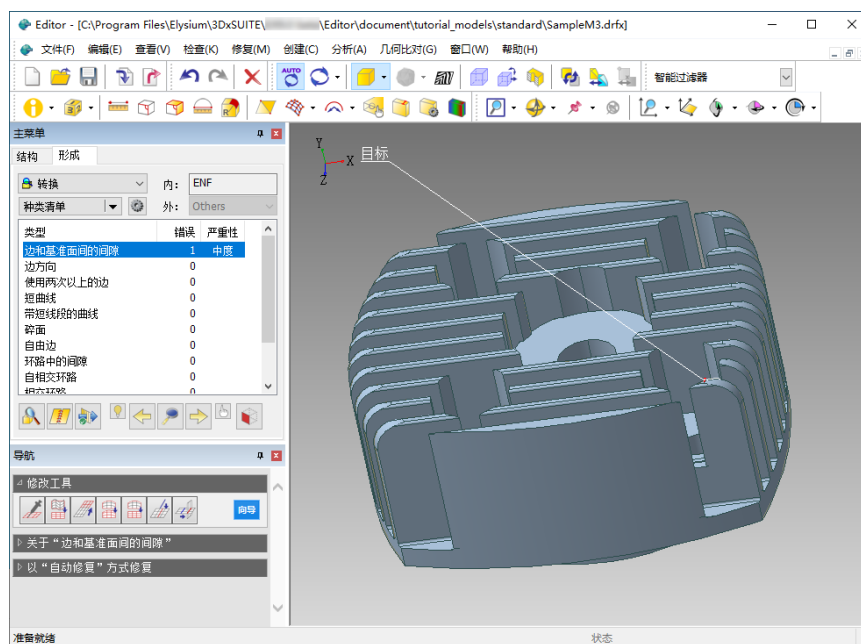 Editor - [C:\Program Files\Elysium\3DxSUITE\ \Editor\document\tutorial_models\standard\SampleM3.drfx]
文件(F) 编辑(E) 查看(V) 检查(K) 修复(M) 创建(C) 分析(A) 几何比对(G) 窗口(W) 帮助(H)
AUTO
智能过滤器
R
主菜单
结构 形成
转换 内: ENF
种类清单 外: Others
类型 错误 严重性
边和基准面间的间隙 1 中度
边方向 0
使用两次以上的边 0
短曲线 0
带短线段的曲线 0
碎面 0
自由边 0
环路中的间隙 0
自相交环路 0
相交环路 0
导航
修改工具
向导
关于“边和基准面间的间隙”
以“自动修复”方式修复
Y
X
Z
目标
准备就绪 状态